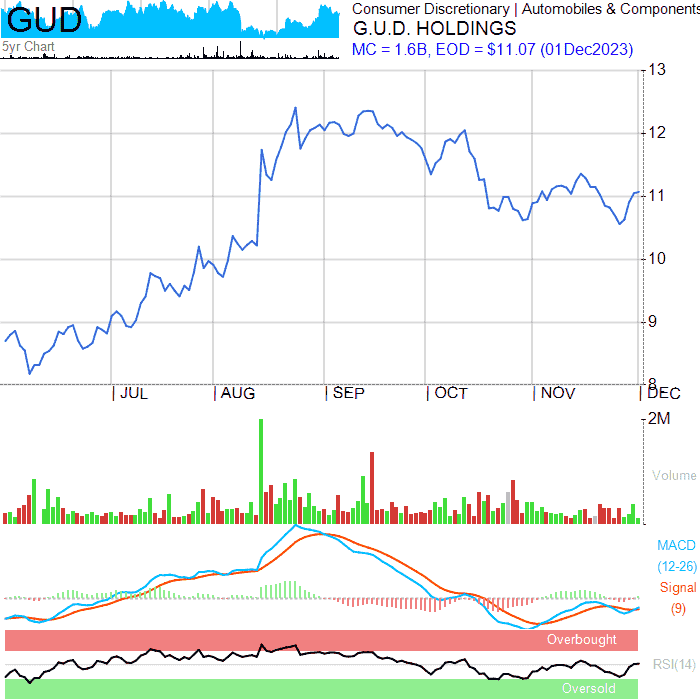 GUD
5yr Chart
Consumer Discretionary | Automobiles & Components
G.U.D. HOLDINGS
MC = 1.6B, EOD = $11.07 (01Dec2023)
13
12
11
10
9
8
JUL AUG SEP OCT NOV DEC
2M
Volume
MACD
(12-26)
Signal
(9)
Overbought
RSI(14)
Oversold